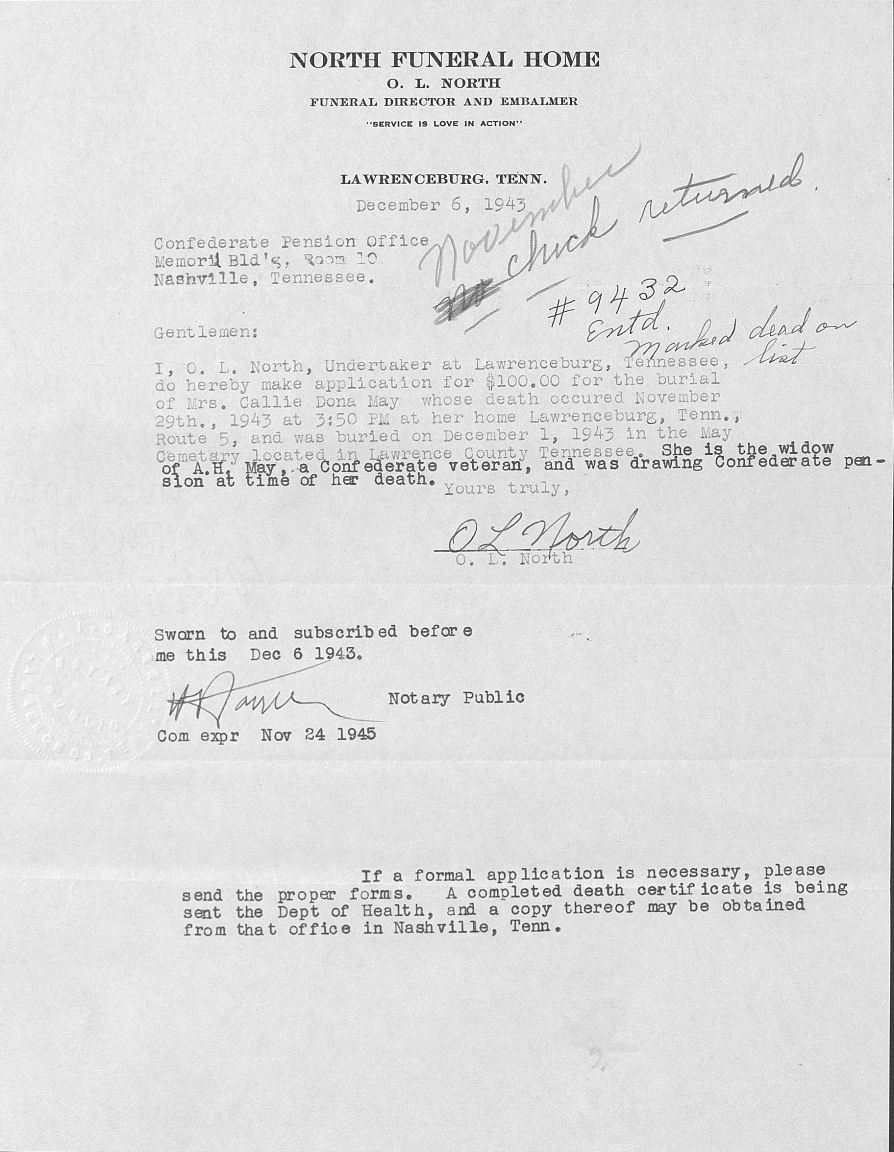 NORTH FUNERAL HOME
O. L. NORTH
FUNERAL DIRECTOR AND EMBALMER
"SERVICE IS LOVE IN ACTION"
LAWRENCEBURG, TENN.
December 6, 1943
November
check returned.
Confederate Pension Office
Memoril Bld'g, Room 10
Nashville, Tennessee.
#9432
Entd.
Marked dead on
list
Gentlemen:
I, O. L. North, Undertaker at Lawrenceburg, Tennessee,
do hereby make application for $100.00 for the burial
of Mrs. Callie Dona May whose death occured November
29th., 1943 at 3:50 PM at her home Lawrenceburg, Tenn.,
Route 5, and was buried on December 1, 1943 in the May
Cemetary located in Lawrence County Tennessee. She is the widow
of A.H. May, a Confederate veteran, and was drawing Confederate pen-
sion at time of her death.
Yours truly,
O L North
O. L. North
Sworn to and subscribed before
me this Dec 6 1943.
Notary Public
Com expr Nov 24 1945
If a formal application is necessary, please
send the proper forms. A completed death certificate is being
sent the Dept of Health, and a copy thereof may be obtained
from that office in Nashville, Tenn.